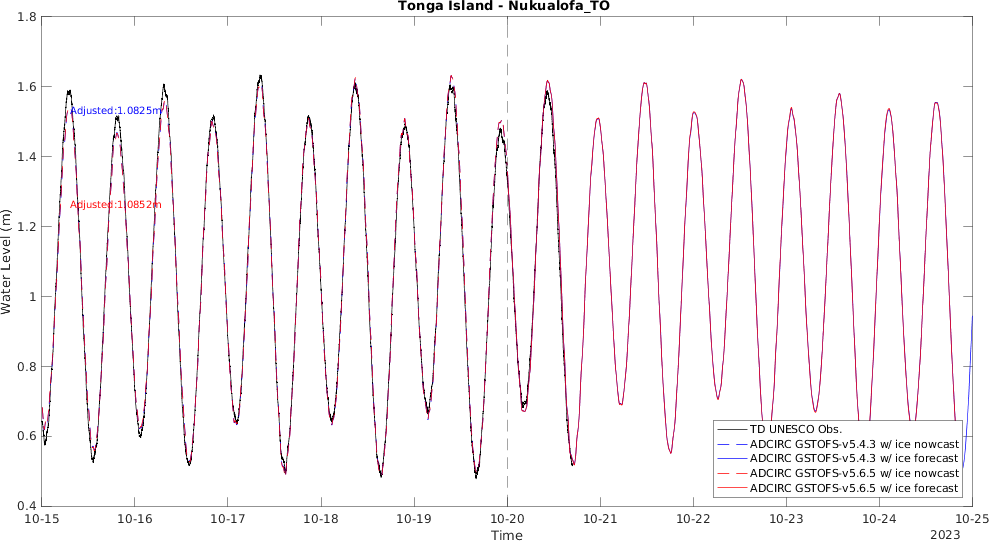 Tonga Island - Nukualofa_TO
1.8
1.6
1.4
1.2
1
0.8
0.6
0.4
Water Level (m)
Adjusted:1.0825m
Adjusted:1.0852m
TD UNESCO Obs.
ADCIRC GSTOFS-v5.4.3 w/ ice nowcast
ADCIRC GSTOFS-v5.4.3 w/ ice forecast
ADCIRC GSTOFS-v5.6.5 w/ ice nowcast
ADCIRC GSTOFS-v5.6.5 w/ ice forecast
10-15 10-16 10-17 10-18 10-19 10-20 10-21 10-22 10-23 10-24 10-25
Time
2023